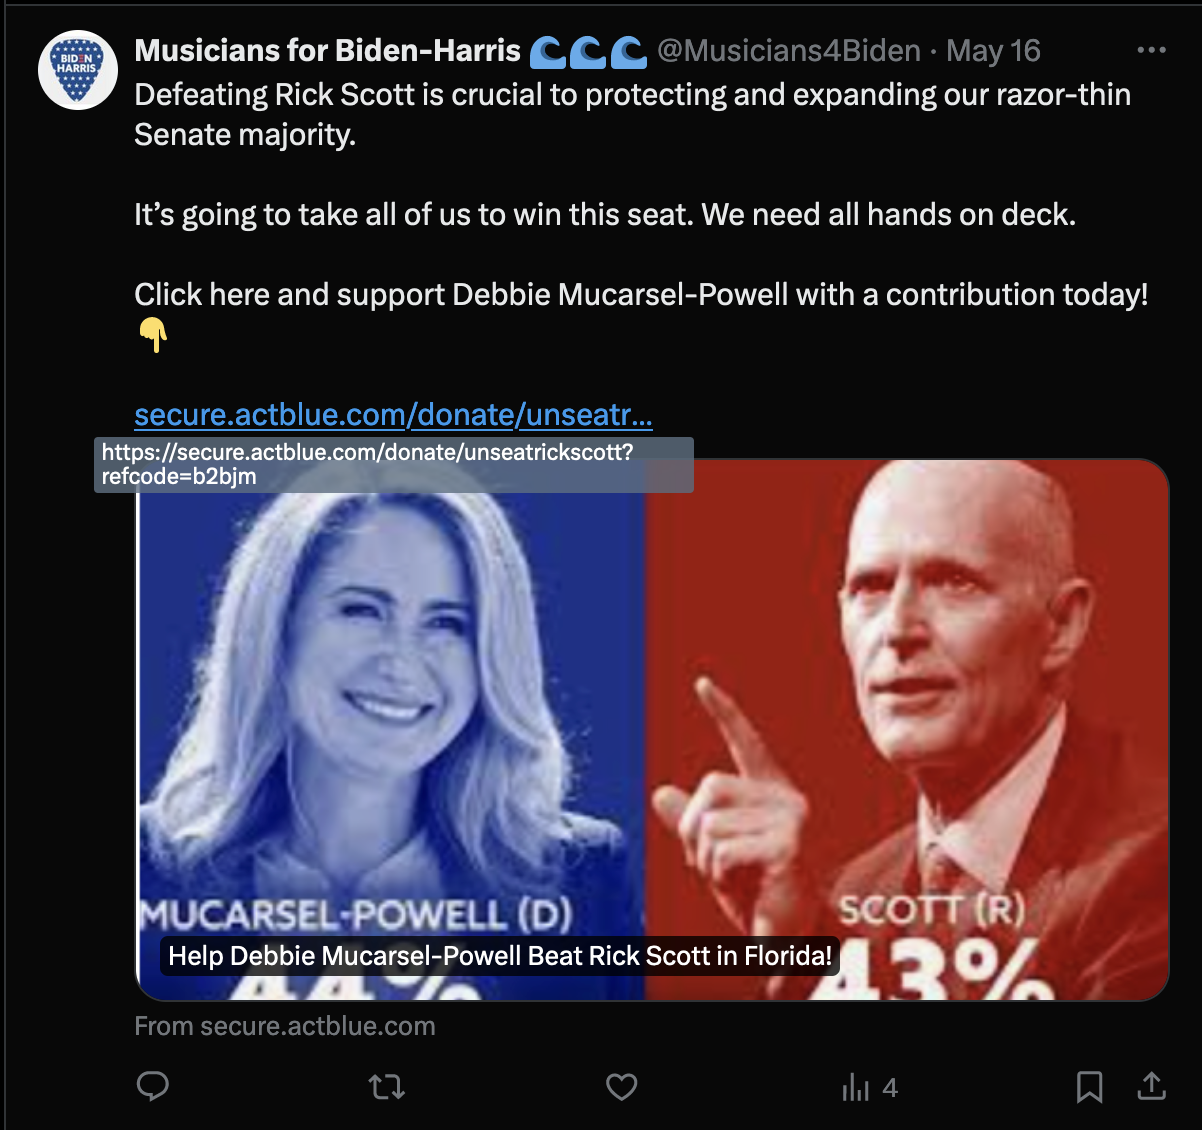 BIDEN
HARRIS
Musicians for Biden-Harris 🌊🌊🌊 @Musicians4Biden · May 16
Defeating Rick Scott is crucial to protecting and expanding our razor-thin
Senate majority.
It’s going to take all of us to win this seat. We need all hands on deck.
Click here and support Debbie Mucarsel-Powell with a contribution today!
👇
secure.actblue.com/donate/unseatr...
https://secure.actblue.com/donate/unseatrickscott?
refcode=b2bjm
MUCARSEL-POWELL (D)
SCOTT (R)
Help Debbie Mucarsel-Powell Beat Rick Scott in Florida!
44%
43%
From secure.actblue.com
4